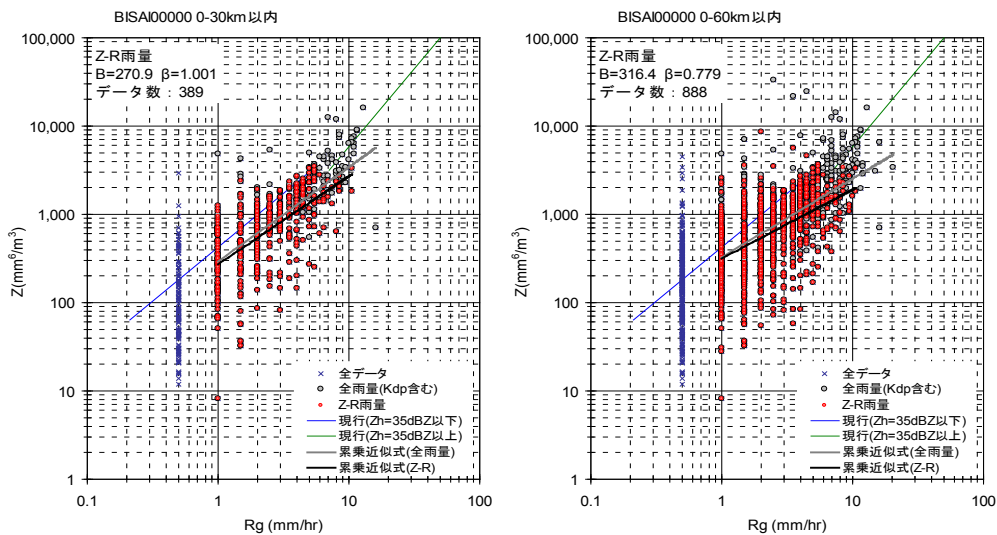 BISAI00000 0-30km以内
Z-R雨量
B=270.9 β=1.001
データ数： 389
100,000
10,000
1,000
100
10
1
Z(mm⁶/m³)
全データ
全雨量(Kdp含む)
Z-R雨量
現行(Zh=35dBZ以下)
現行(Zh=35dBZ以上)
累乗近似式(全雨量)
累乗近似式(Z-R)
0.1 1 10 100
Rg (mm/hr)
BISAI00000 0-60km以内
Z-R雨量
B=316.4 β=0.779
データ数： 888
100,000
10,000
1,000
100
10
1
Z(mm⁶/m³)
全データ
全雨量(Kdp含む)
Z-R雨量
現行(Zh=35dBZ以下)
現行(Zh=35dBZ以上)
累乗近似式(全雨量)
累乗近似式(Z-R)
0.1 1 10 100
Rg (mm/hr)